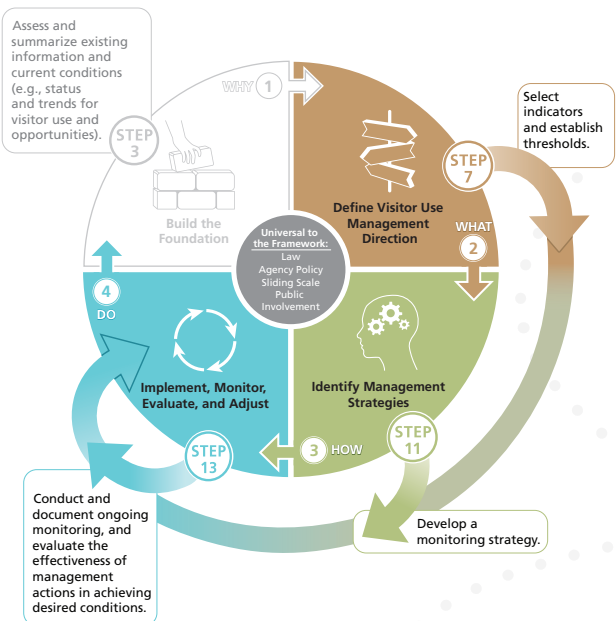 Assess and
summarize existing
information and
current conditions
(e.g., status
and trends for
visitor use and
opportunities).
STEP
3
WHY 1
Build the
Foundation
Select
indicators
and establish
thresholds.
STEP
7
Define Visitor Use
Management
Direction
WHAT
2
Universal to
the Framework:
Law
Agency Policy
Sliding Scale
Public
Involvement
4
DO
Implement, Monitor,
Evaluate, and Adjust
Identify Management
Strategies
STEP
11
3 HOW
STEP
13
Develop a
monitoring strategy.
Conduct and
document ongoing
monitoring, and
evaluate the
effectiveness of
management
actions in achieving
desired conditions.